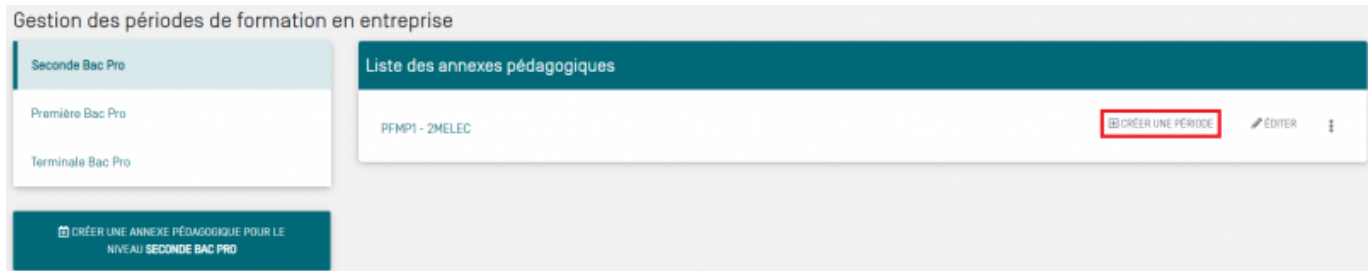 Gestion des périodes de formation en entreprise
Seconde Bac Pro
Première Bac Pro
Terminale Bac Pro
CRÉER UNE ANNEXE PÉDAGOGIQUE POUR LE
NIVEAU SECONDE BAC PRO
Liste des annexes pédagogiques
PFMP1 - 2MELEC
CRÉER UNE PÉRIODE
ÉDITER